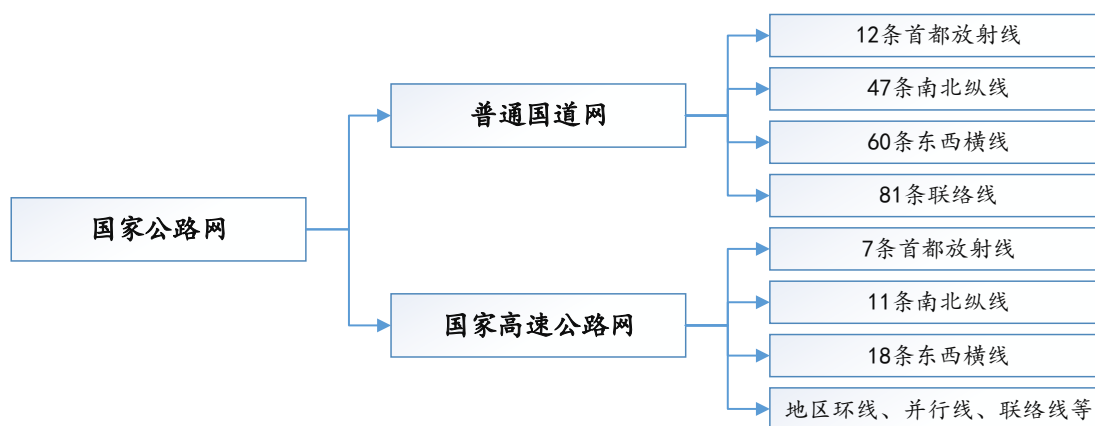 国家公路网
普通国道网
12条首都放射线
47条南北纵线
60条东西横线
81条联络线
国家高速公路网
7条首都放射线
11条南北纵线
18条东西横线
地区环线、并行线、联络线等